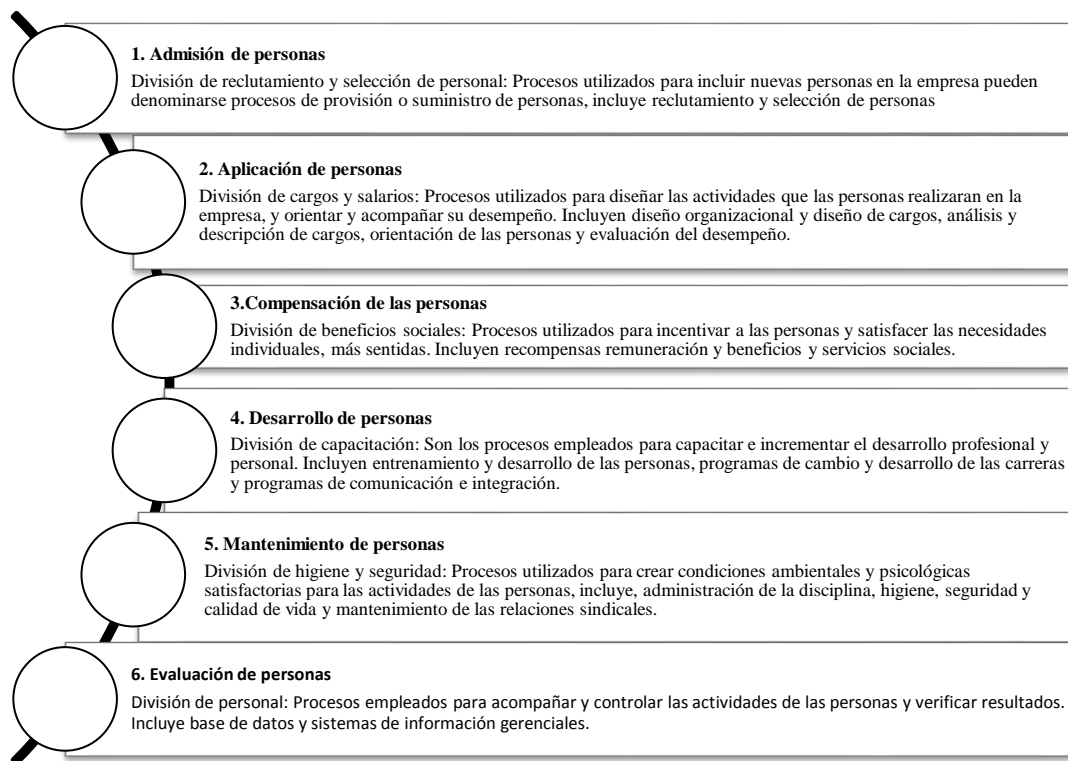 1. Admisión de personas
División de reclutamiento y selección de personal: Procesos utilizados para incluir nuevas personas en la empresa pueden
denominarse procesos de provisión o suministro de personas, incluye reclutamiento y selección de personas
2. Aplicación de personas
División de cargos y salarios: Procesos utilizados para diseñar las actividades que las personas realizaran en la
empresa, y orientar y acompañar su desempeño. Incluyen diseño organizacional y diseño de cargos, análisis y
descripción de cargos, orientación de las personas y evaluación del desempeño.
3.Compensación de las personas
División de beneficios sociales: Procesos utilizados para incentivar a las personas y satisfacer las necesidades
individuales, más sentidas. Incluyen recompensas remuneración y beneficios y servicios sociales.
4. Desarrollo de personas
División de capacitación: Son los procesos empleados para capacitar e incrementar el desarrollo profesional y
personal. Incluyen entrenamiento y desarrollo de las personas, programas de cambio y desarrollo de las carreras
y programas de comunicación e integración.
5. Mantenimiento de personas
División de higiene y seguridad: Procesos utilizados para crear condiciones ambientales y psicológicas
satisfactorias para las actividades de las personas, incluye, administración de la disciplina, higiene, seguridad y
calidad de vida y mantenimiento de las relaciones sindicales.
6. Evaluación de personas
División de personal: Procesos empleados para acompañar y controlar las actividades de las personas y verificar resultados.
Incluye base de datos y sistemas de información gerenciales.